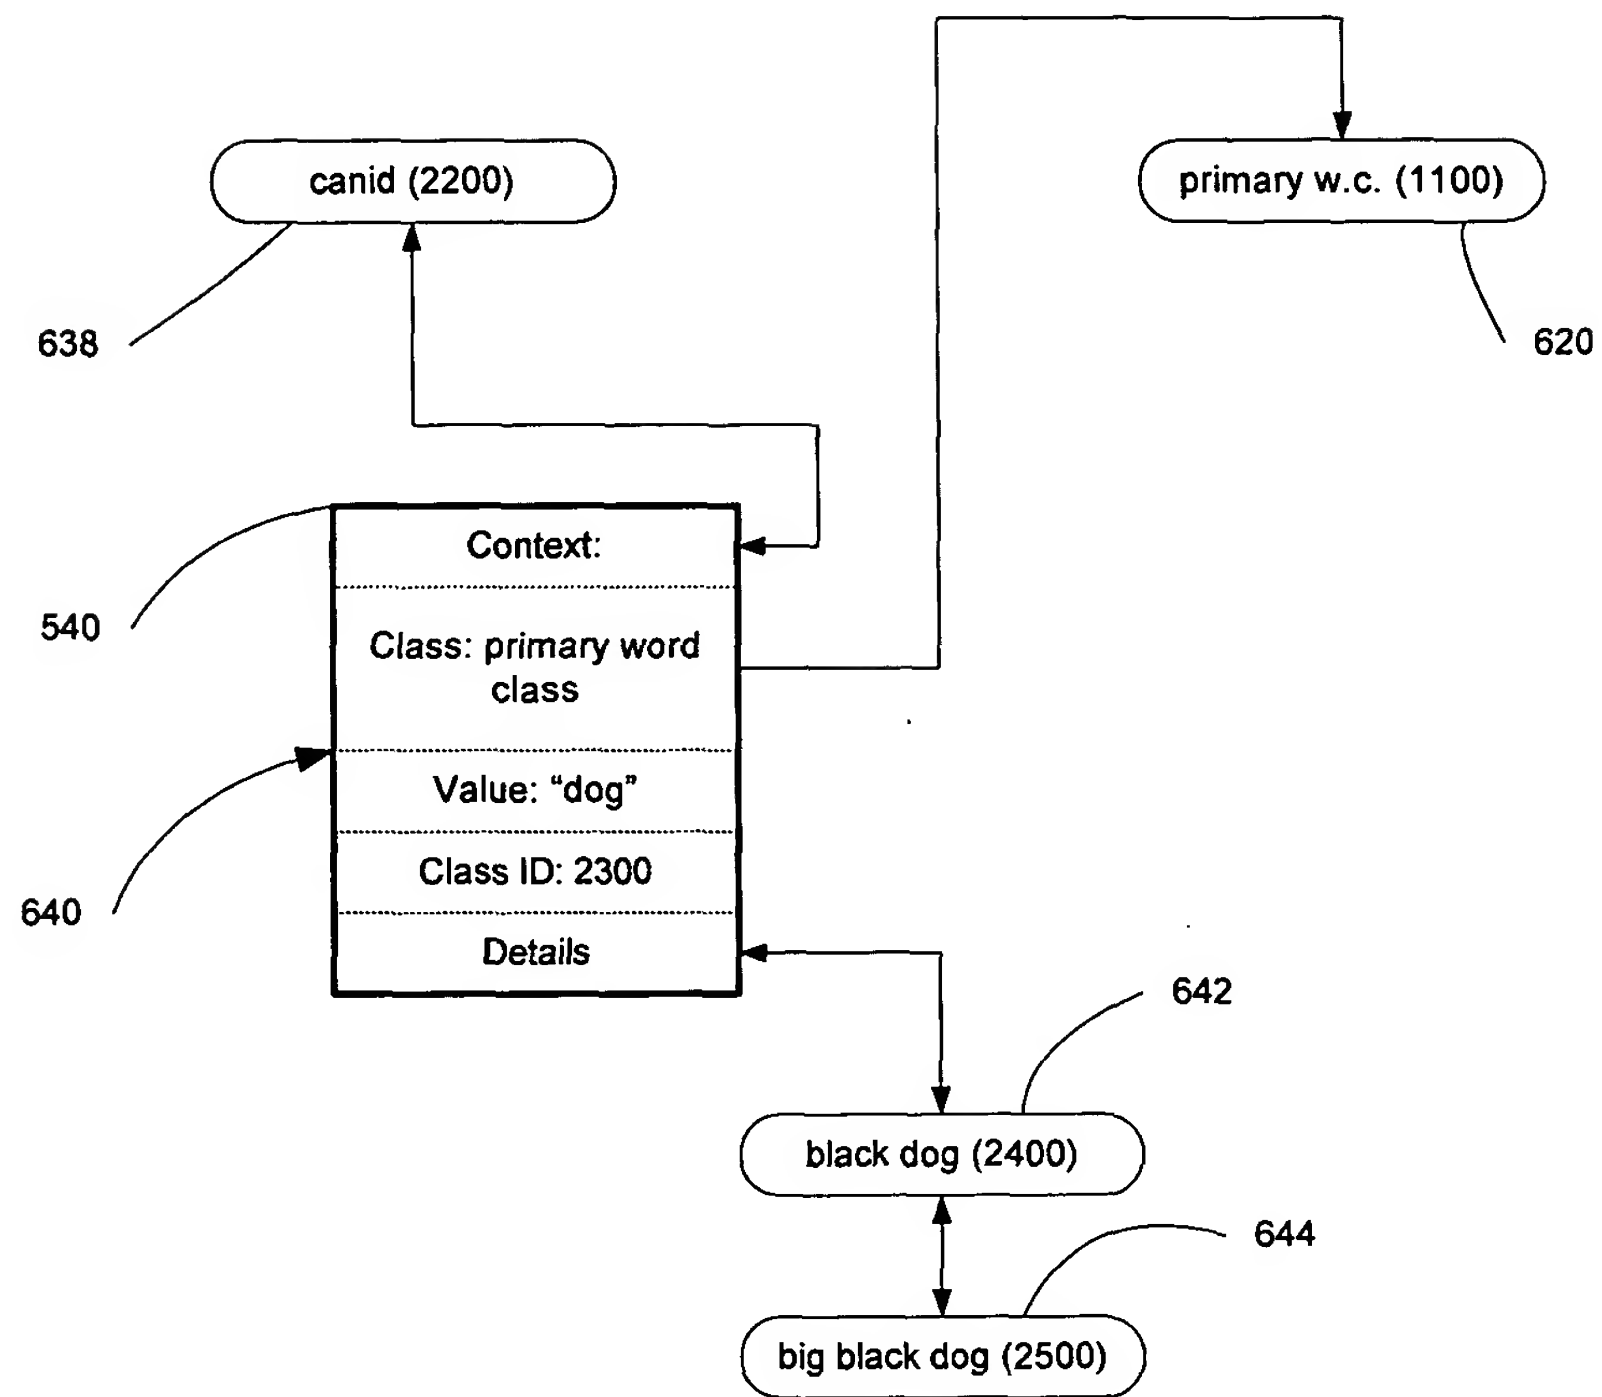 canid (2200)
primary w.c. (1100)
638
620
Context:
540
Class: primary word
class
Value: “dog”
Class ID: 2300
640
Details
642
black dog (2400)
644
big black dog (2500)